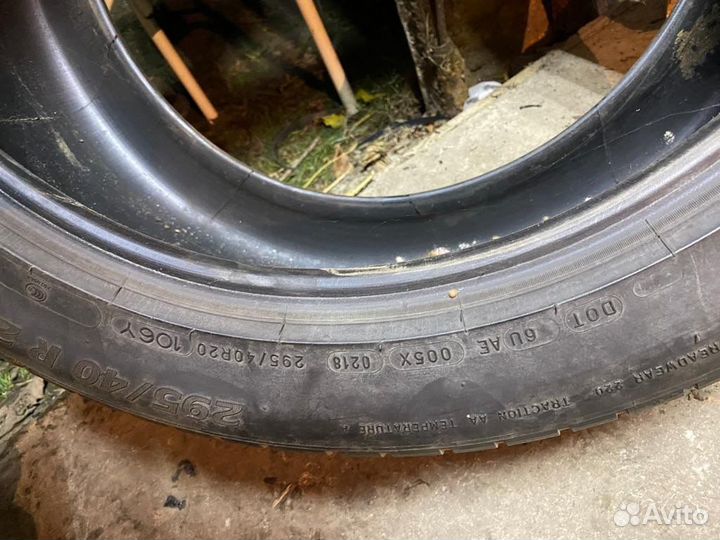 295/40 R 2
106Y
295/40R20
0218
005X
6U AE
DOT
TREADWEAR 220 TRACTION AA TEMPERATURE A
Avito